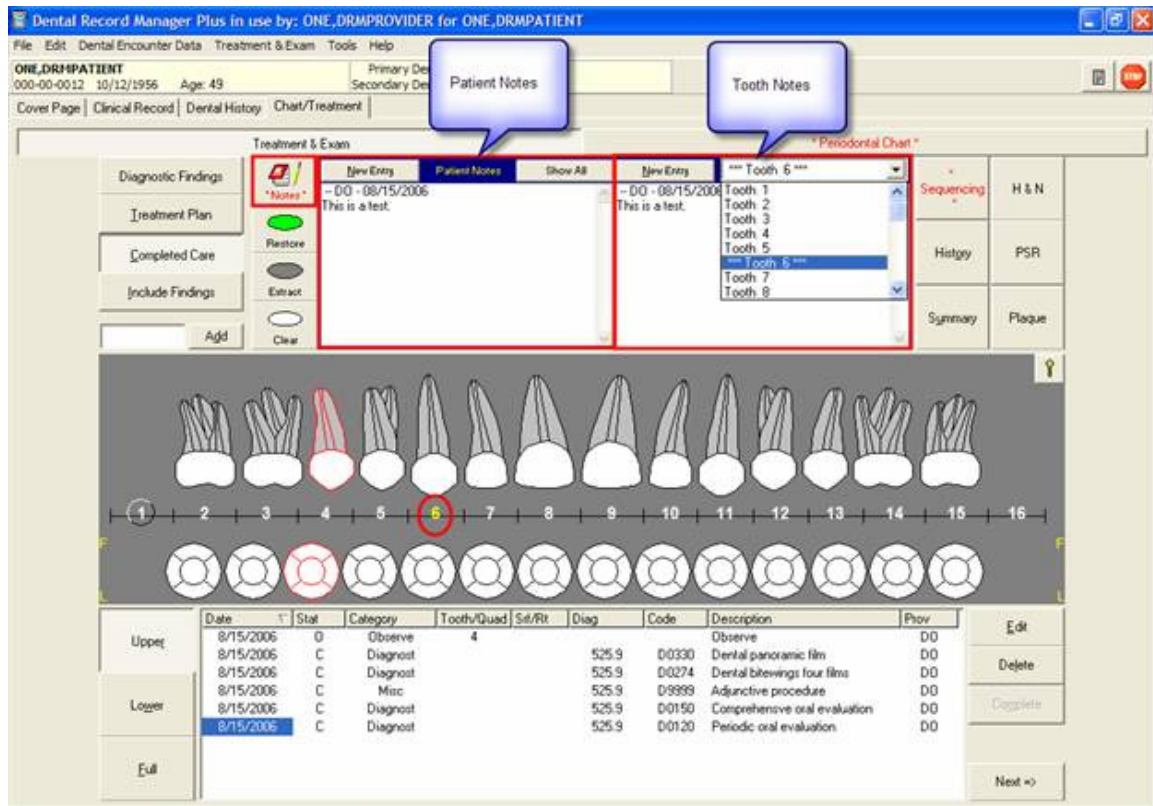 Dental Record Manager Plus in use by: ONE,DRMPROVIDER for ONE,DRMPATIENT
File Edit Dental Encounter Data Treatment & Exam Tools Help
ONE,DRMPATIENT
000-00-0012 10/12/1956 Age: 49
Primary De
Secondary De
Patient Notes
Tooth Notes
STOP
Cover Page Clinical Record Dental History Chart/Treatment
Treatment & Exam
* Periodontal Chart *
Diagnostic Findings
Treatment Plan
Completed Care
Include Findings
Add
*Notes*
Restore
Extract
Clear
New Entry Patient Notes Show All
-- DO - 08/15/2006
This is a test.
New Entry *** Tooth 6 ***
-- DO - 08/15/200
This is a test.
Tooth 1
Tooth 2
Tooth 3
Tooth 4
Tooth 5
*** Tooth 6 ***
Tooth 7
Tooth 8
* Sequencing *
H & N
History
PSR
Summary
Plaque
1 2 3 4 5 6 7 8 9 10 11 12 13 14 15 16
F F
L L
Upper
Lower
Full
Date Stat Category Tooth/Quad Srf/Rt Diag Code Description Prov
8/15/2006 O Observe 4 Observe DO
8/15/2006 C Diagnost 525.9 D0330 Dental panoramic film DO
8/15/2006 C Diagnost 525.9 D0274 Dental bitewings four films DO
8/15/2006 C Misc 525.9 D9999 Adjunctive procedure DO
8/15/2006 C Diagnost 525.9 D0150 Comprehensve oral evaluation DO
8/15/2006 C Diagnost 525.9 D0120 Periodic oral evaluation DO
Edit
Delete
Complete
Next =>